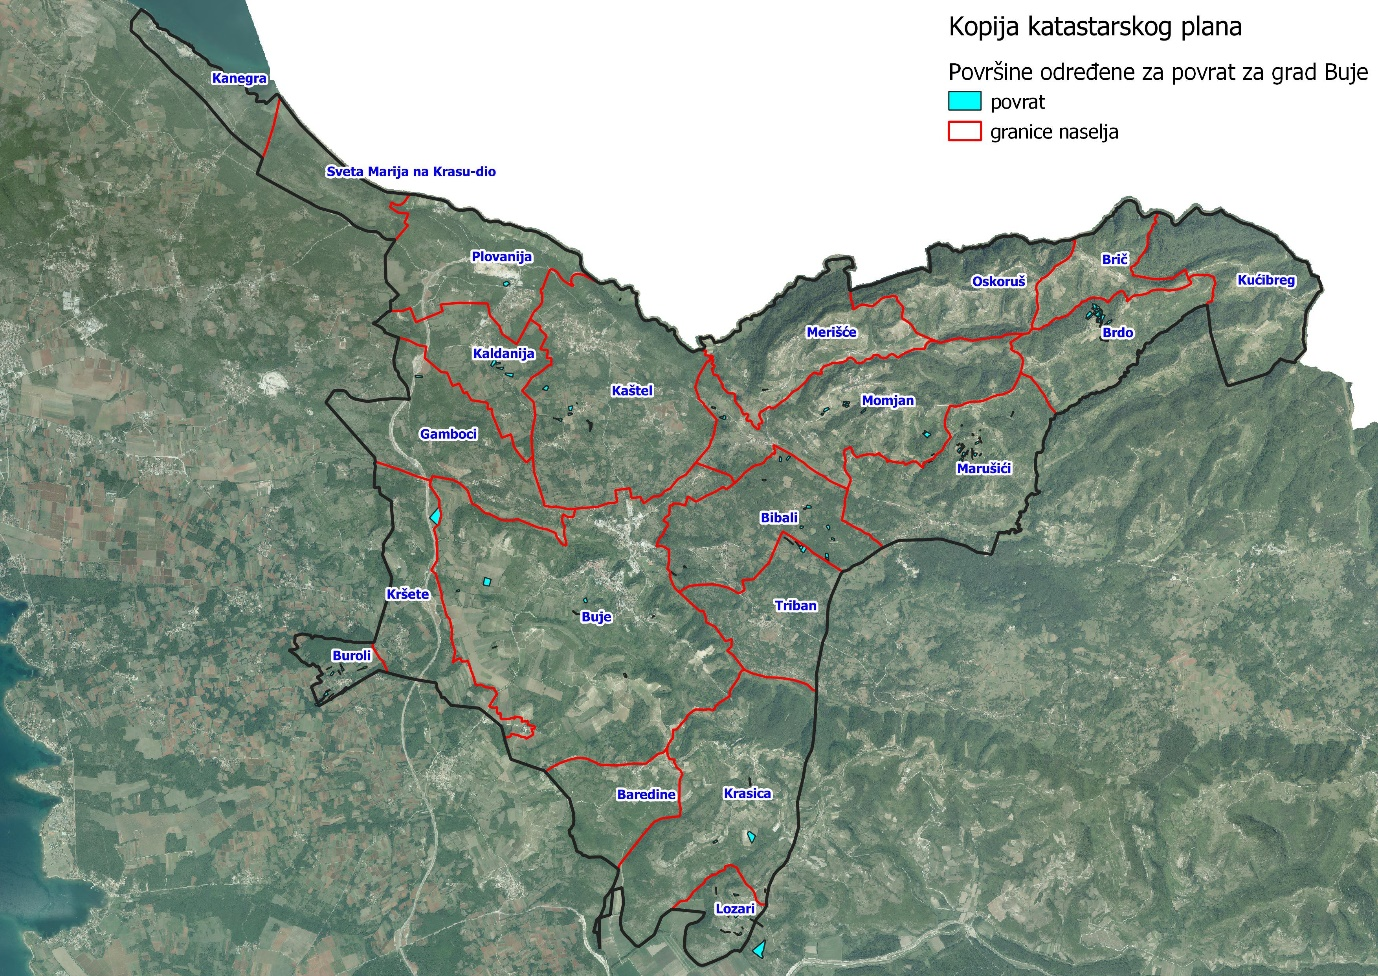 Kopija katastarskog plana
Površine određene za povrat za grad Buje
povrat
granice naselja
Kanegra
Sveta Marija na Krasu-dio
Plovanija
Oskoruš
Brič
Kućibreg
Merišće
Brdo
Kaldanija
Kaštel
Momjan
Gamboci
Marušići
Bibali
Kršete
Buje
Triban
Buroli
Baredine
Krasica
Lozari